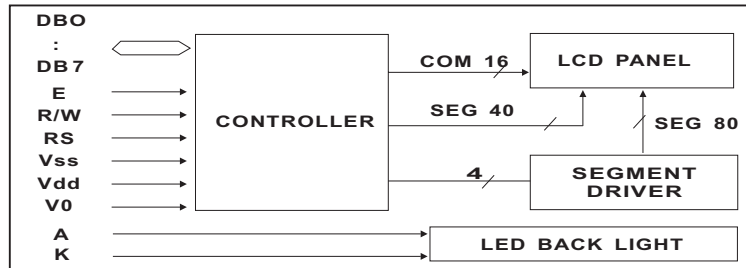 DBO
:
DB7
E
R/W
RS
Vss
Vdd
V0
A
K
CONTROLLER
COM 16
SEG 40
4
LCD PANEL
SEG 80
SEGMENT
DRIVER
LED BACK LIGHT